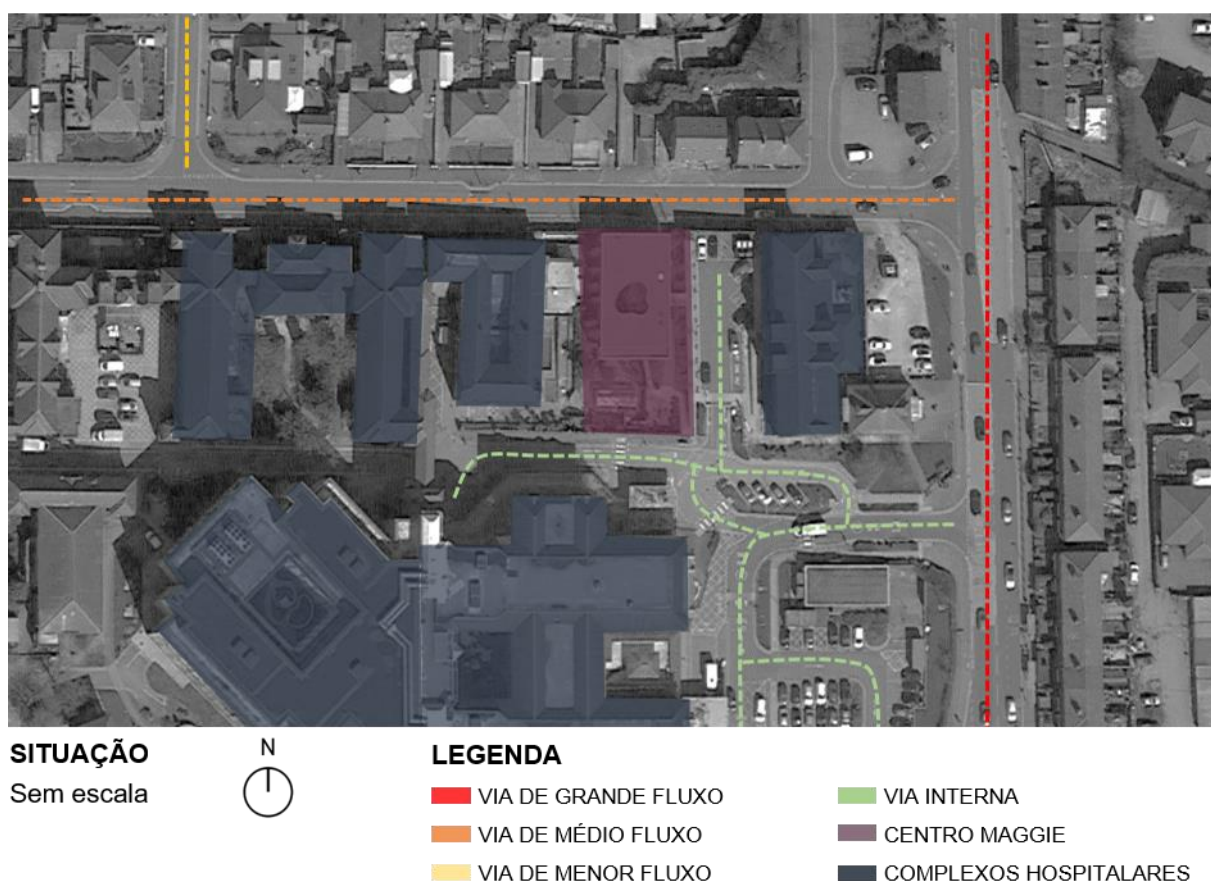 SITUAÇÃO
Sem escala
N
LEGENDA
VIA DE GRANDE FLUXO
VIA DE MÉDIO FLUXO
VIA DE MENOR FLUXO
VIA INTERNA
CENTRO MAGGIE
COMPLEXOS HOSPITALARES